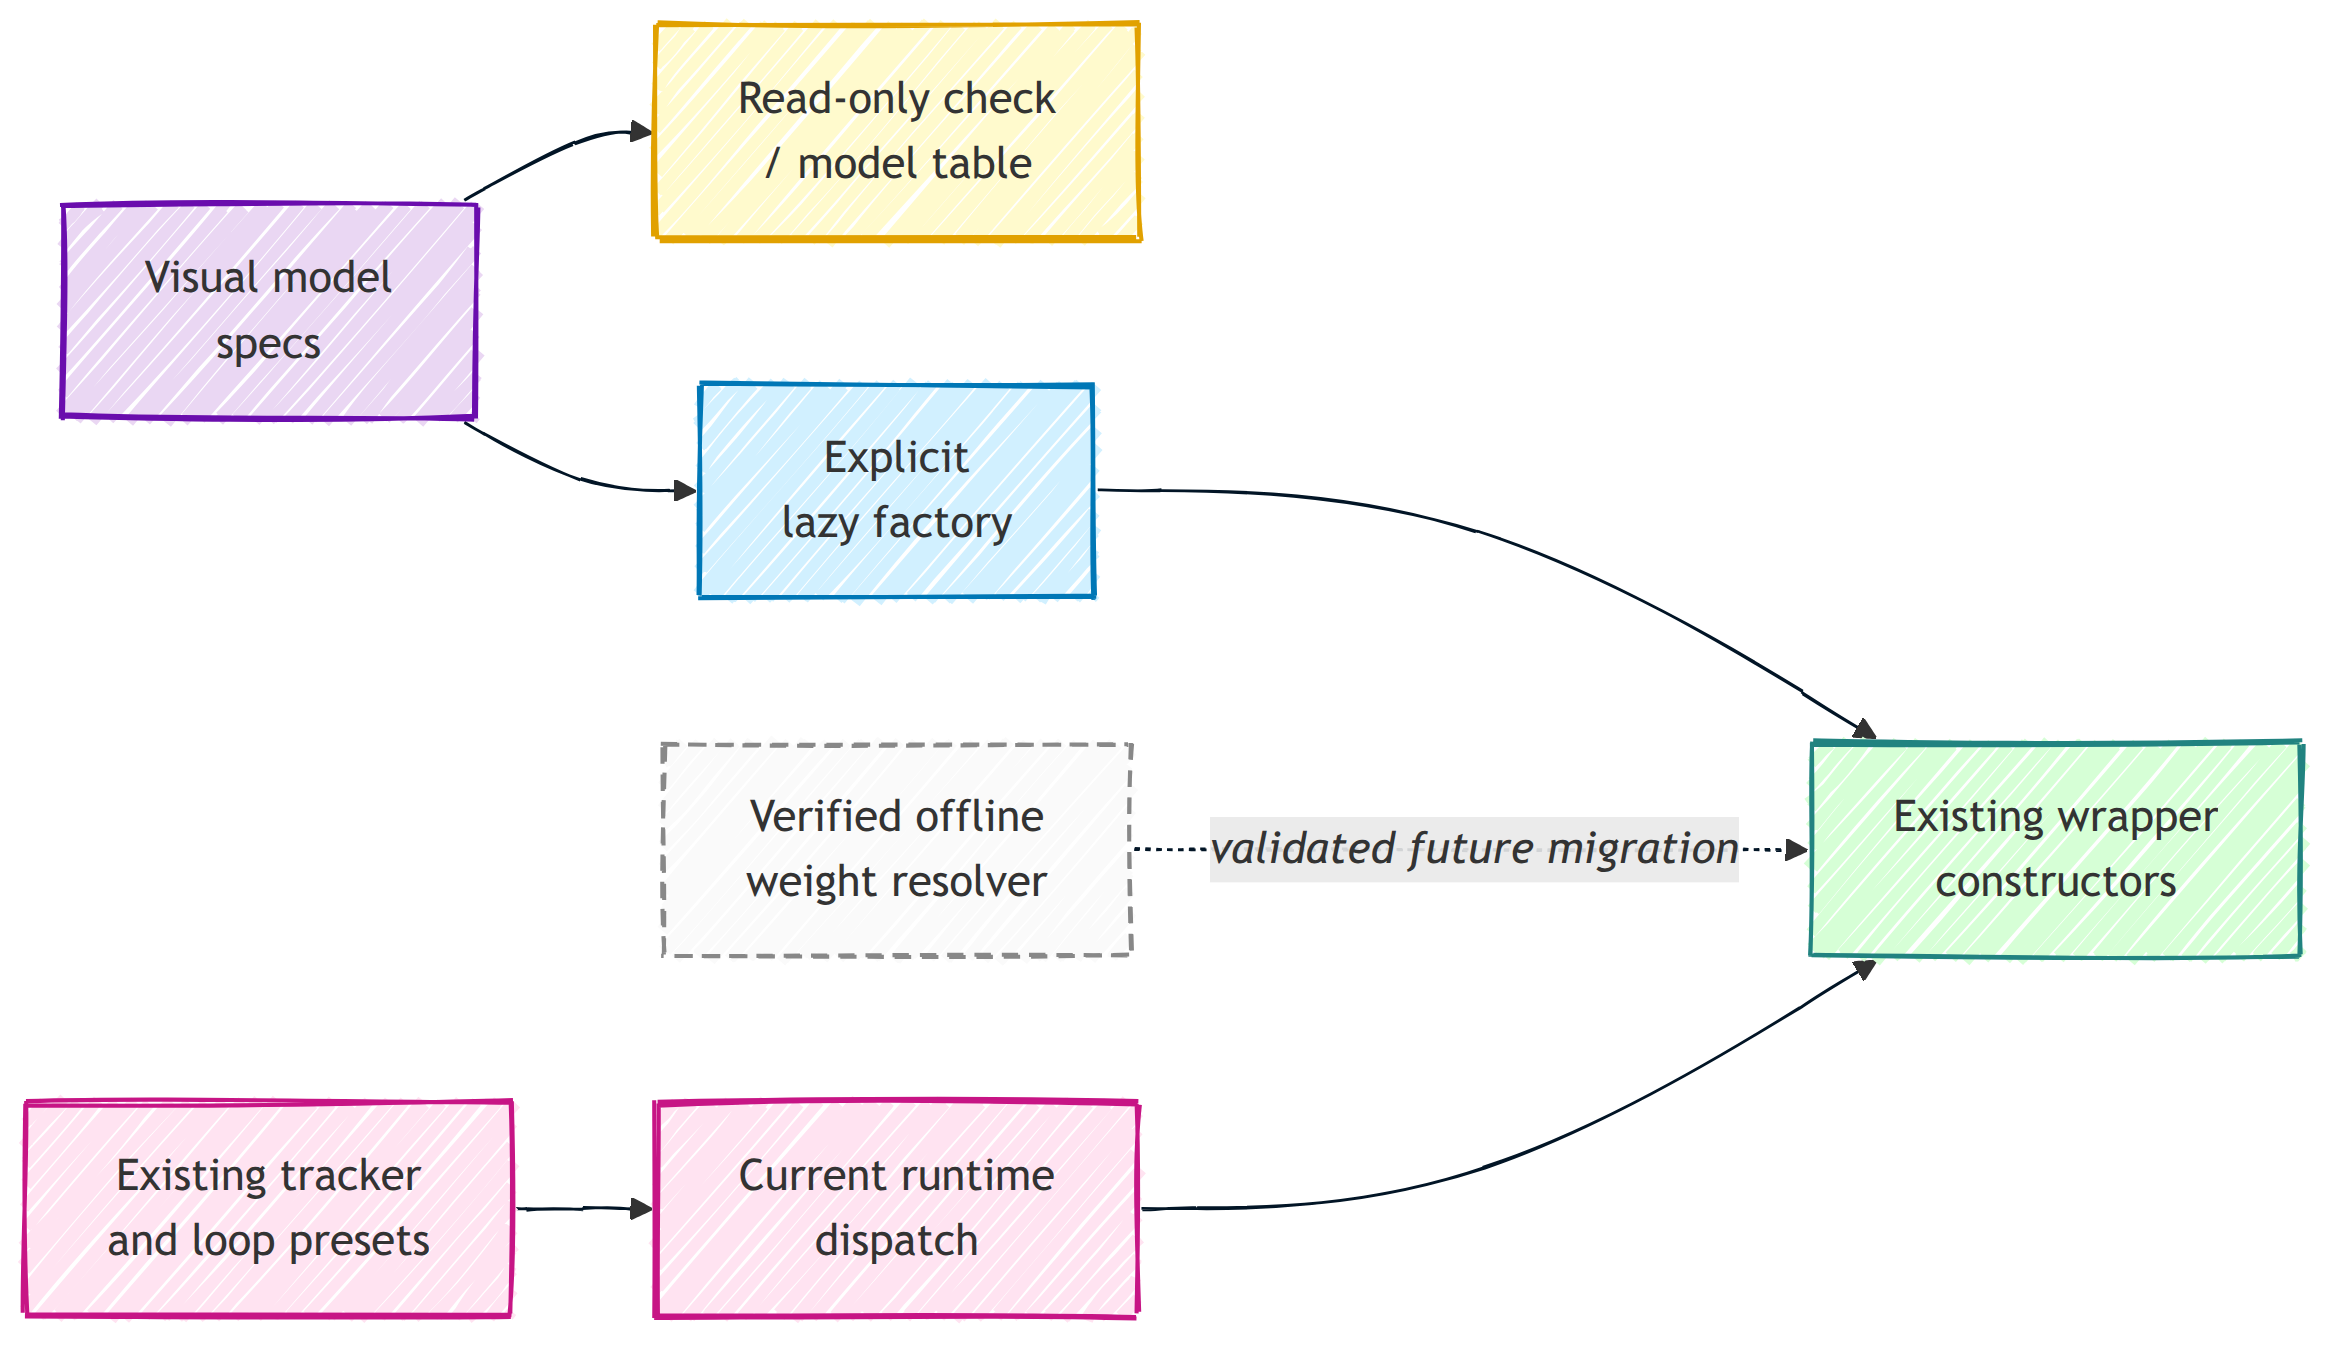 Read-only check
/ model table
Visual model
specs
Explicit
lazy factory
Verified offline
weight resolver
validated future migration
Existing wrapper
constructors
Existing tracker
and loop presets
Current runtime
dispatch